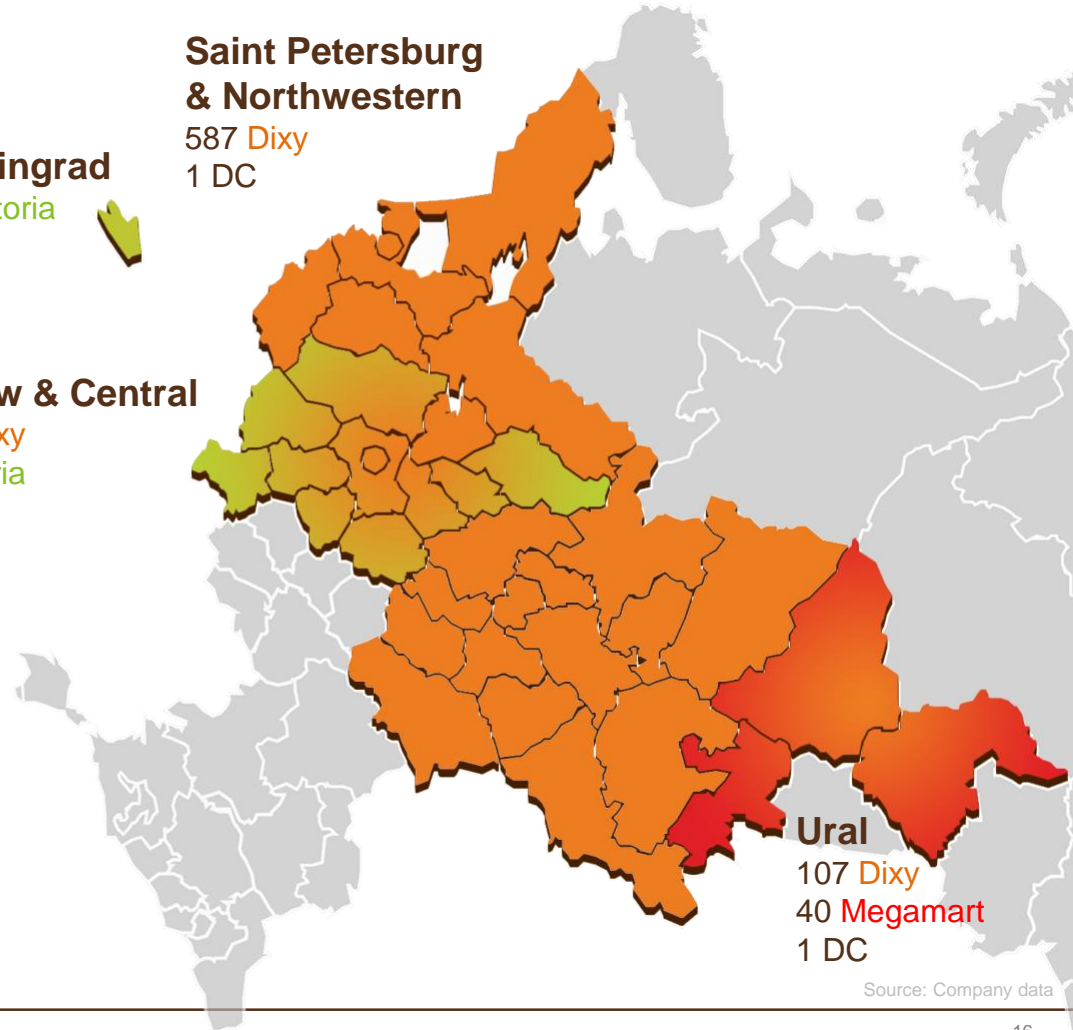 Saint Petersburg
& Northwestern
587 Dixy
1 DC
ingrad
toria
w & Central
xy
ria
Ural
107 Dixy
40 Megamart
1 DC
Source: Company data
16